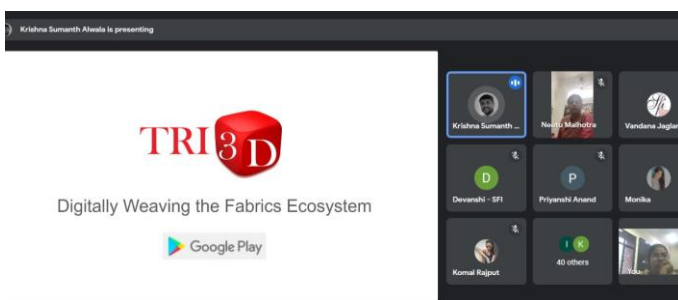 Krishna Sumanth Alwala is presenting
TRI3D
Digitally Weaving the Fabrics Ecosystem
Google Play
Krishna Sumanth ...
Neetu Malhotra
Vandana Jaglan
Devanshi - SFI
D
Priyanshi Anand
P
Monika
Komal Rajput
I K
40 others
You